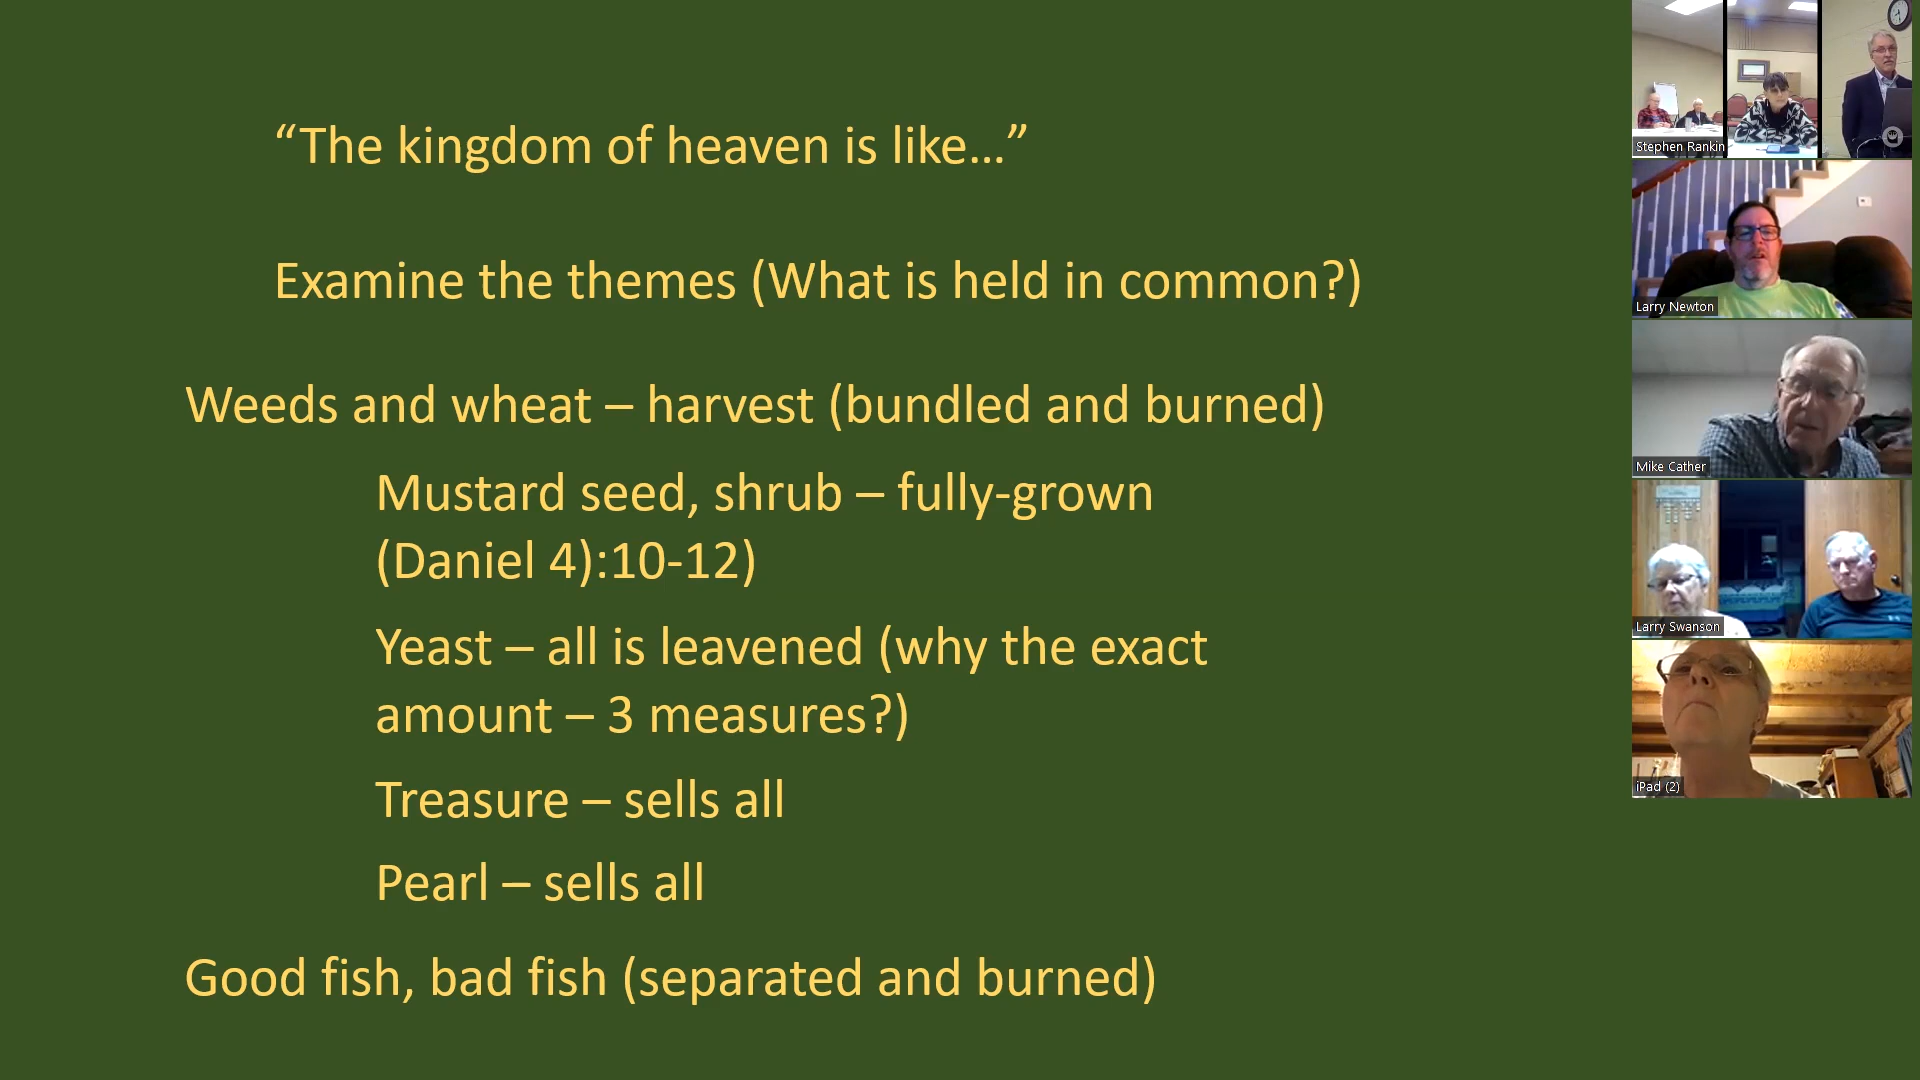 “The kingdom of heaven is like…”
Examine the themes (What is held in common?)
Weeds and wheat – harvest (bundled and burned)
Mustard seed, shrub – fully-grown
(Daniel 4):10-12)
Yeast – all is leavened (why the exact
amount – 3 measures?)
Treasure – sells all
Pearl – sells all
Good fish, bad fish (separated and burned)
Stephen Rankin
Larry Newton
Mike Cather
Larry Swanson
iPad (2)